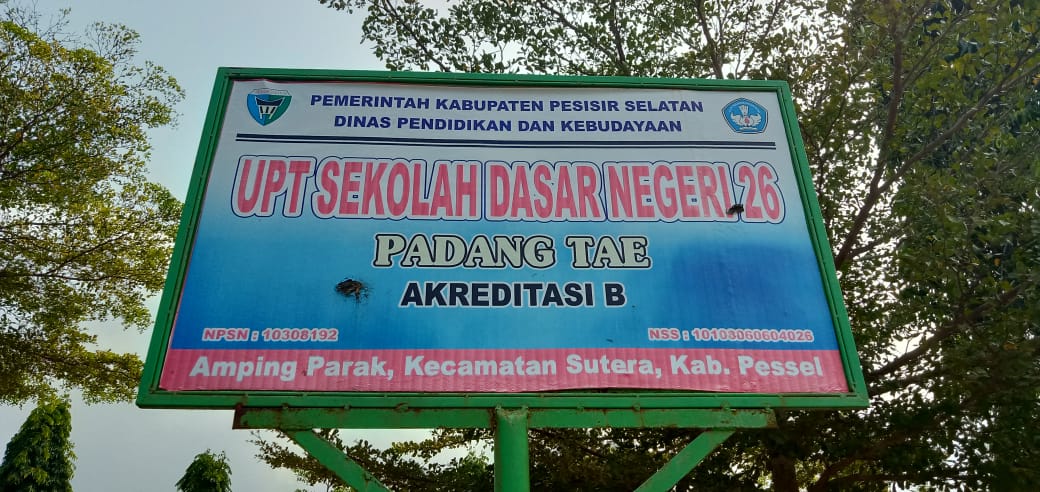 PEMERINTAH KABUPATEN PESISIR SELATAN
DINAS PENDIDIKAN DAN KEBUDAYAAN
UPT SEKOLAH DASAR NEGERI 26
PADANG TAE
AKREDITASI B
NPSN : 10308192
NSS : 10103060604026
Amping Parak, Kecamatan Sutera, Kab. Pessel